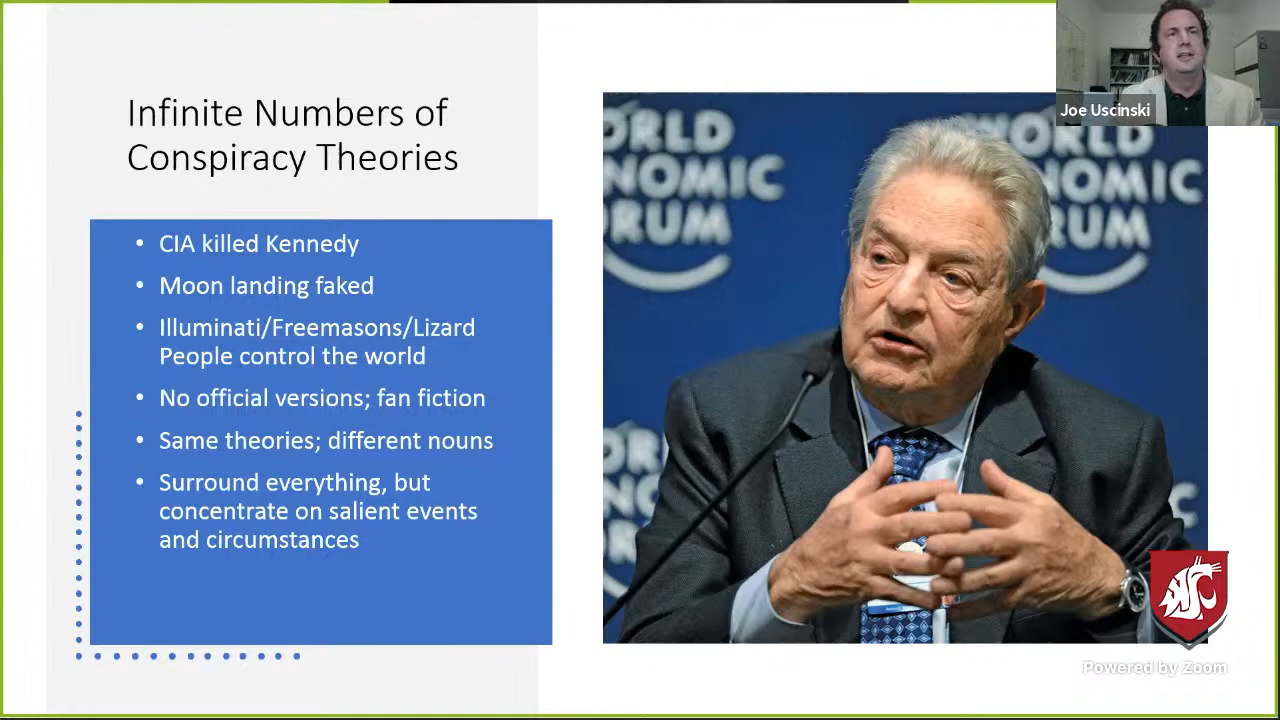 Infinite Numbers of
Conspiracy Theories
• CIA killed Kennedy
• Moon landing faked
• Illuminati/Freemasons/Lizard
People control the world
• No official versions; fan fiction
• Same theories; different nouns
• Surround everything, but
concentrate on salient events
and circumstances
Joe Uscinski
ORLD
NOMIC
RUM
WORLD
NOMIC
RUM
Powered by Zoom